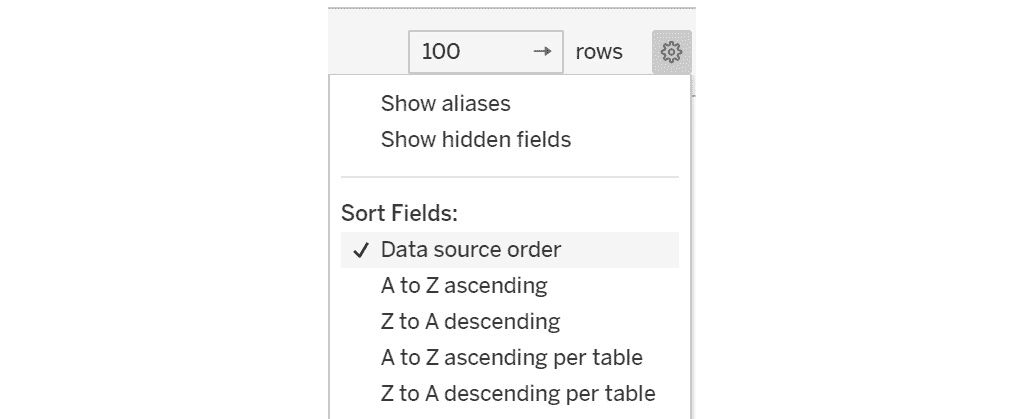 100 → rows
Show aliases
Show hidden fields
Sort Fields:
✓ Data source order
A to Z ascending
Z to A descending
A to Z ascending per table
Z to A descending per table